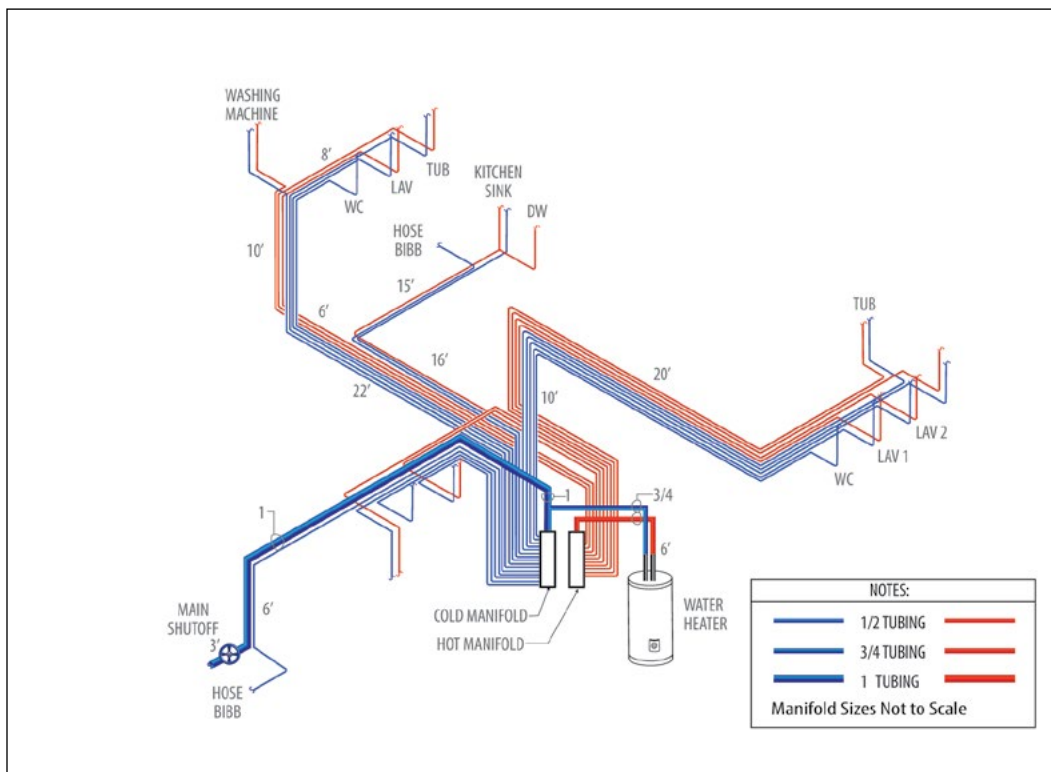 WASHING
MACHINE
8'
TUB
LAV
WC
KITCHEN
SINK
DW
HOSE
BIBB
10'
15'
6'
16'
22'
10'
20'
TUB
LAV 2
LAV 1
WC
1
1
3/4
6'
6'
MAIN
SHUTOFF
3'
HOSE
BIBB
COLD MANIFOLD
HOT MANIFOLD
WATER
HEATER
NOTES:
1/2 TUBING
3/4 TUBING
1 TUBING
Manifold Sizes Not to Scale